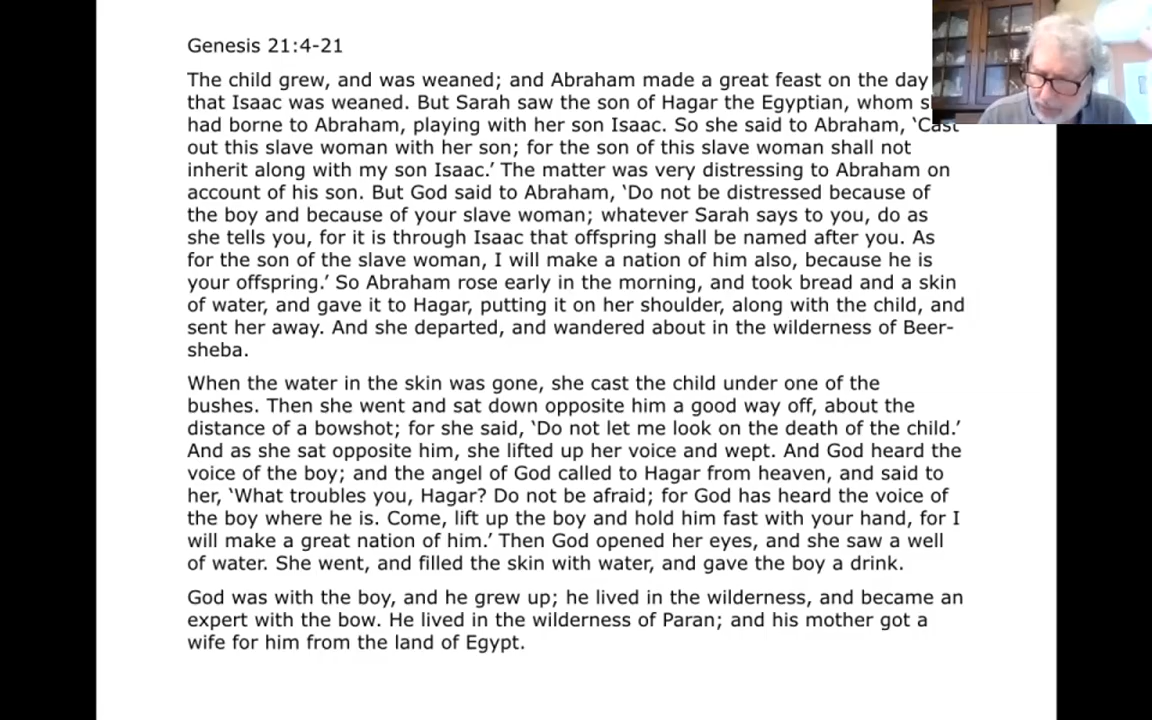 Genesis 21:4-21
The child grew, and was weaned; and Abraham made a great feast on the day
that Isaac was weaned. But Sarah saw the son of Hagar the Egyptian, whom
had borne to Abraham, playing with her son Isaac. So she said to Abraham, ‘Cast
out this slave woman with her son; for the son of this slave woman shall not
inherit along with my son Isaac.’ The matter was very distressing to Abraham on
account of his son. But God said to Abraham, ‘Do not be distressed because of
the boy and because of your slave woman; whatever Sarah says to you, do as
she tells you, for it is through Isaac that offspring shall be named after you. As
for the son of the slave woman, I will make a nation of him also, because he is
your offspring.’ So Abraham rose early in the morning, and took bread and a skin
of water, and gave it to Hagar, putting it on her shoulder, along with the child, and
sent her away. And she departed, and wandered about in the wilderness of Beer-
sheba.
When the water in the skin was gone, she cast the child under one of the
bushes. Then she went and sat down opposite him a good way off, about the
distance of a bowshot; for she said, ‘Do not let me look on the death of the child.’
And as she sat opposite him, she lifted up her voice and wept. And God heard the
voice of the boy; and the angel of God called to Hagar from heaven, and said to
her, ‘What troubles you, Hagar? Do not be afraid; for God has heard the voice of
the boy where he is. Come, lift up the boy and hold him fast with your hand, for I
will make a great nation of him.’ Then God opened her eyes, and she saw a well
of water. She went, and filled the skin with water, and gave the boy a drink.
God was with the boy, and he grew up; he lived in the wilderness, and became an
expert with the bow. He lived in the wilderness of Paran; and his mother got a
wife for him from the land of Egypt.